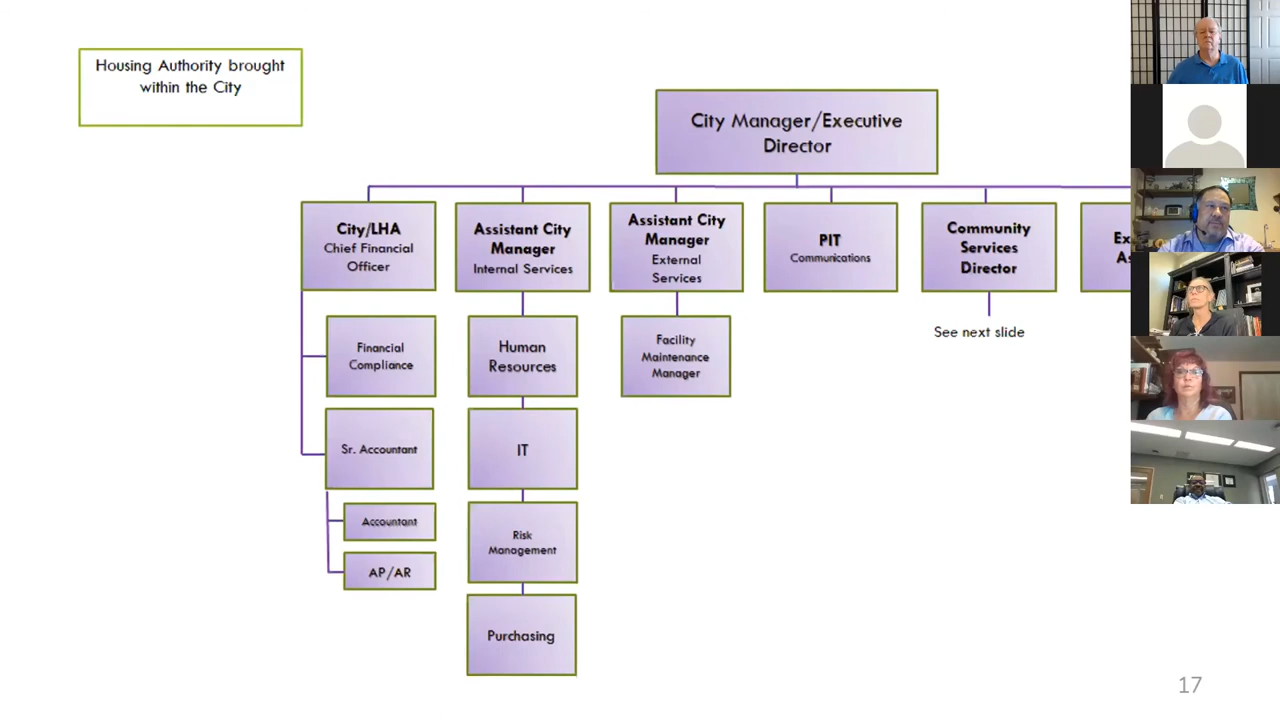 Housing Authority brought
within the City
City Manager/Executive
Director
City/LHA
Chief Financial
Officer
Assistant City
Manager
Internal Services
Assistant City
Manager
External
Services
PIT
Communications
Community
Services
Director
Financial
Compliance
Human
Resources
Facility
Maintenance
Manager
See next slide
Sr. Accountant
IT
Accountant
Risk
Management
AP/AR
Purchasing
17